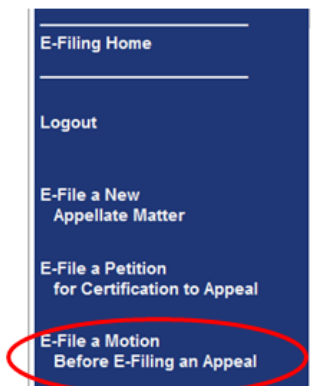 E-Filing Home
Logout
E-File a New
Appellate Matter
E-File a Petition
for Certification to Appeal
E-File a Motion
Before E-Filing an Appeal